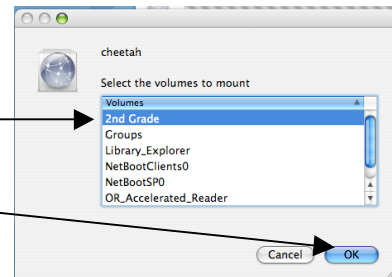 cheetah
Select the volumes to mount
Volumes
2nd Grade
Groups
Library_Explorer
NetBootClients0
NetBootSP0
OR_Accelerated_Reader
Cancel OK